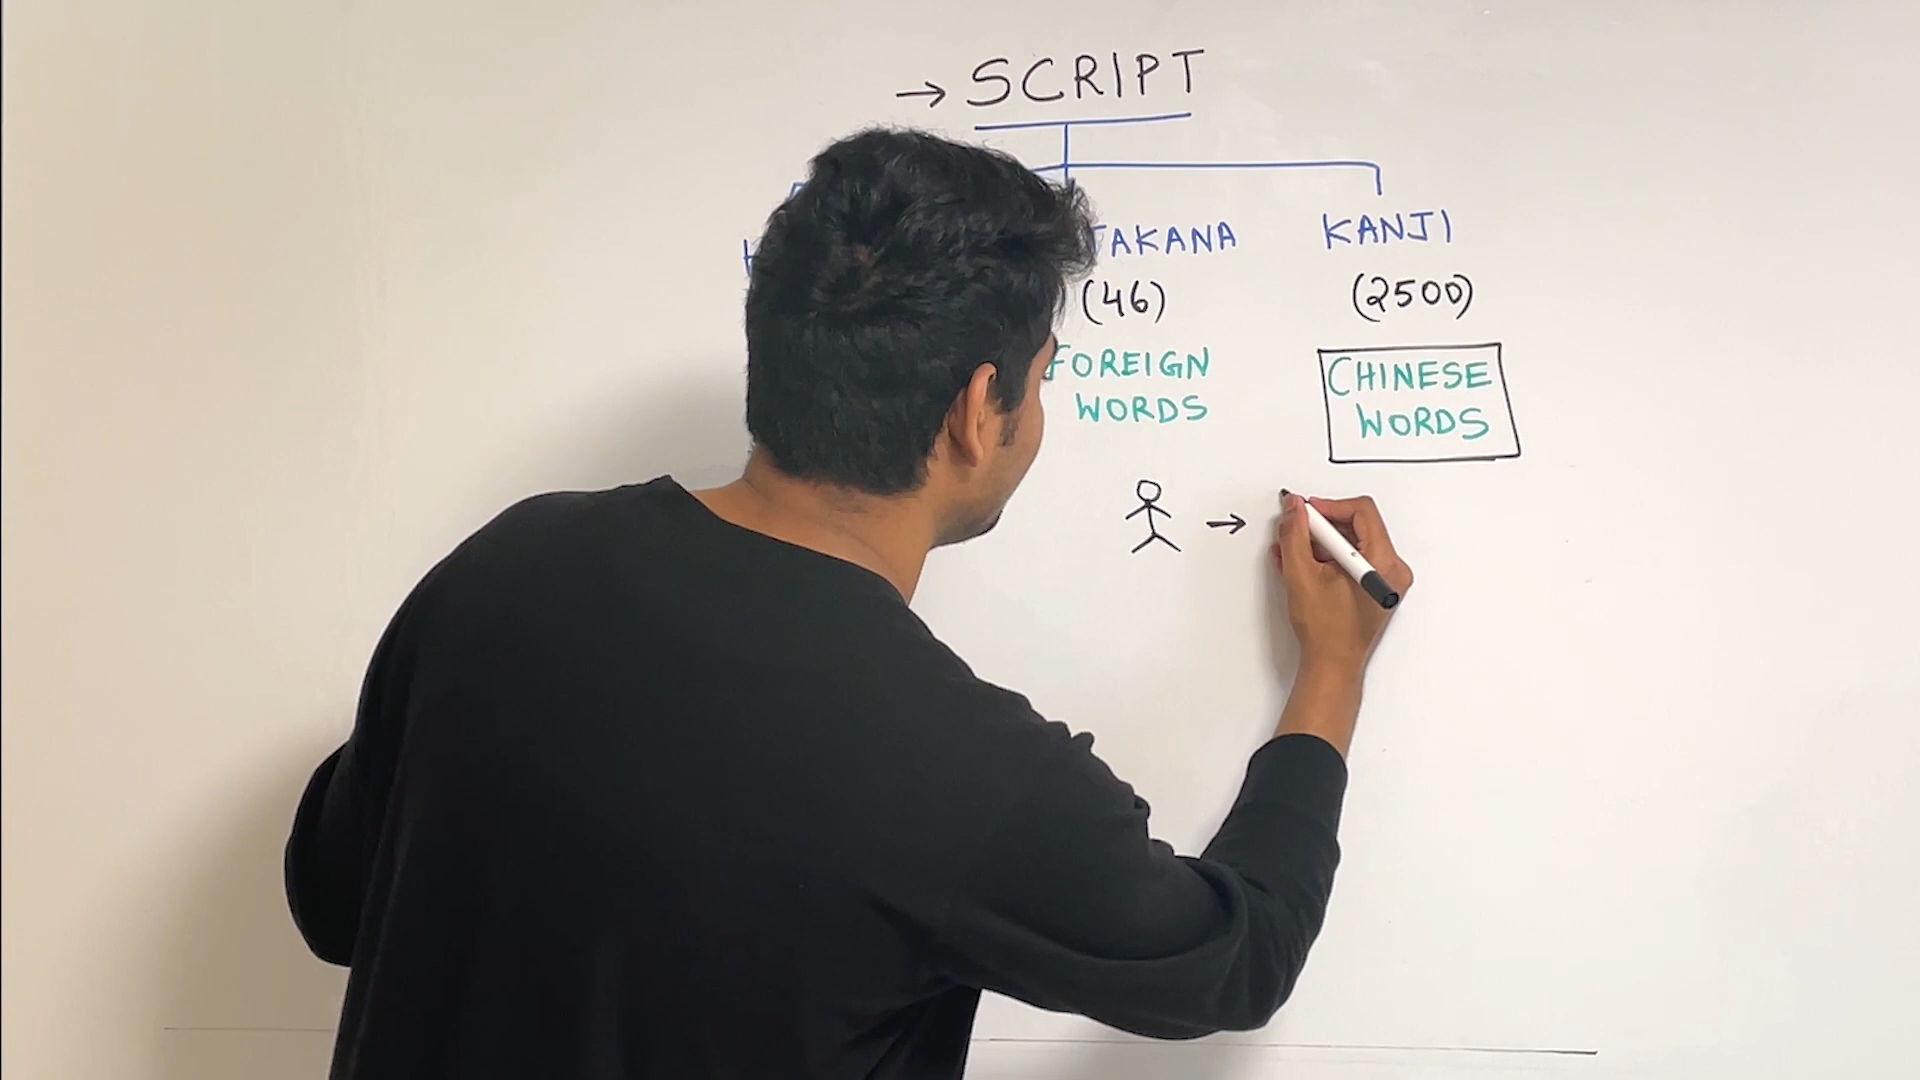 → SCRIPT
TAKANA
KANJI
(46)
(2500)
FOREIGN
WORDS
CHINESE
WORDS
→